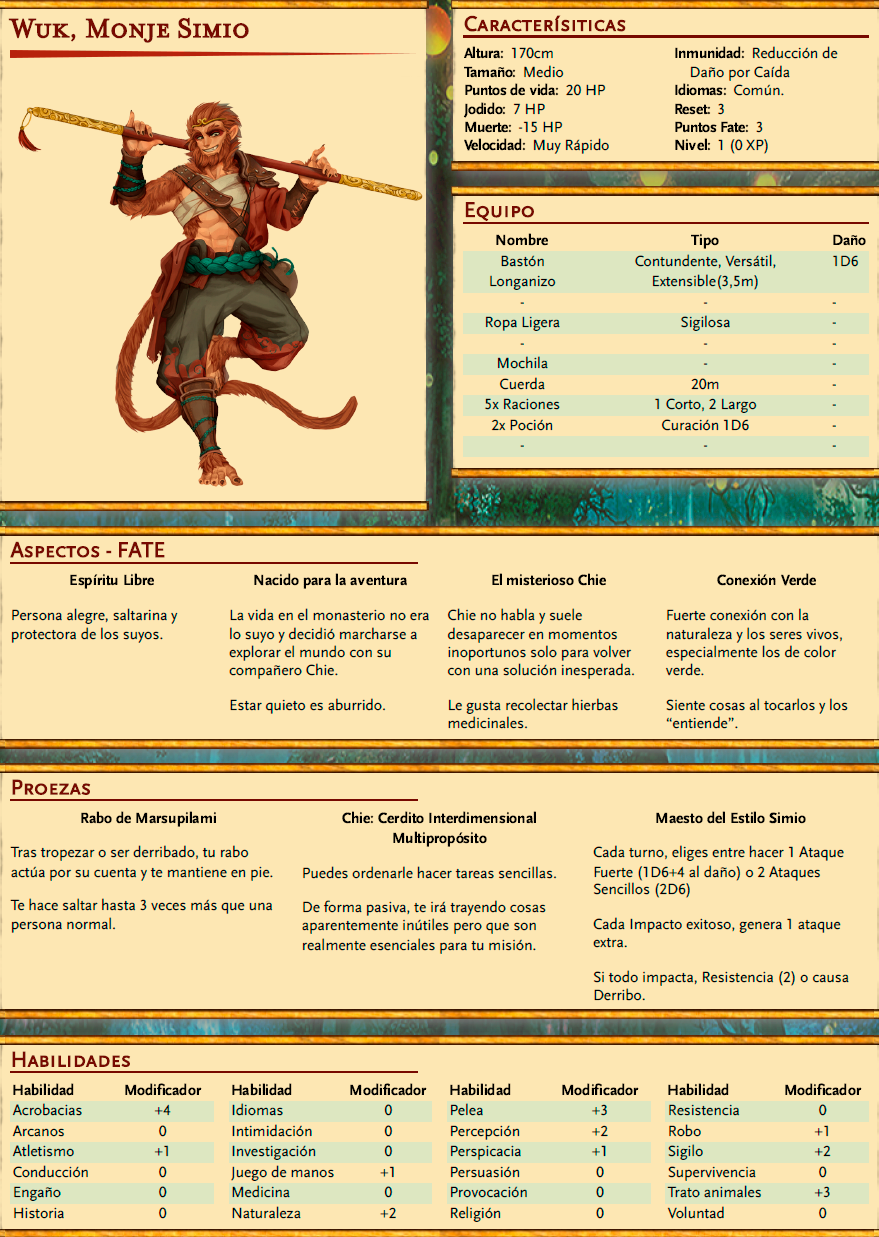 Wuk, Monje Simio
Caracterísiticas
Altura: 170cm
Tamaño: Medio
Puntos de vida: 20 HP
Jodido: 7 HP
Muerte: -15 HP
Velocidad: Muy Rápido
Inmunidad: Reducción de
Daño por Caída
Idiomas: Común.
Reset: 3
Puntos Fate: 3
Nivel: 1 (0 XP)
Equipo
Nombre Tipo Daño
Bastón Contundente, Versátil, 1D6
Longanizo Extensible(3,5m)
- - -
Ropa Ligera Sigilosa -
- - -
Mochila - -
Cuerda 20m -
5x Raciones 1 Corto, 2 Largo -
2x Poción Curación 1D6 -
- - -
Aspectos - FATE
Espíritu Libre
Persona alegre, saltarina y
protectora de los suyos.
Nacido para la aventura
La vida en el monasterio no era
lo suyo y decidió marcharse a
explorar el mundo con su
compañero Chie.
Estar quieto es aburrido.
El misterioso Chie
Chie no habla y suele
desaparecer en momentos
inoportunos solo para volver
con una solución inesperada.
Le gusta recolectar hierbas
medicinales.
Conexión Verde
Fuerte conexión con la
naturaleza y los seres vivos,
especialmente los de color
verde.
Siente cosas al tocarlos y los
“entiende”.
Proezas
Rabo de Marsupilami
Tras tropezar o ser derribado, tu rabo
actúa por su cuenta y te mantiene en pie.
Te hace saltar hasta 3 veces más que una
persona normal.
Chie: Cerdito Interdimensional
Multipropósito
Puedes ordenarle hacer tareas sencillas.
De forma pasiva, te irá trayendo cosas
aparentemente inútiles pero que son
realmente esenciales para tu misión.
Maesto del Estilo Simio
Cada turno, eliges entre hacer 1 Ataque
Fuerte (1D6+4 al daño) o 2 Ataques
Sencillos (2D6)
Cada Impacto exitoso, genera 1 ataque
extra.
Si todo impacta, Resistencia (2) o causa
Derribo.
Habilidades
Habilidad Modificador Habilidad Modificador Habilidad Modificador Habilidad Modificador
Acrobacias +4 Idiomas 0 Pelea +3 Resistencia 0
Arcanos 0 Intimidación 0 Percepción +2 Robo +1
Atletismo +1 Investigación 0 Perspicacia +1 Sigilo +2
Conducción 0 Juego de manos +1 Persuasión 0 Supervivencia 0
Engaño 0 Medicina 0 Provocación 0 Trato animales +3
Historia 0 Naturaleza +2 Religión 0 Voluntad 0